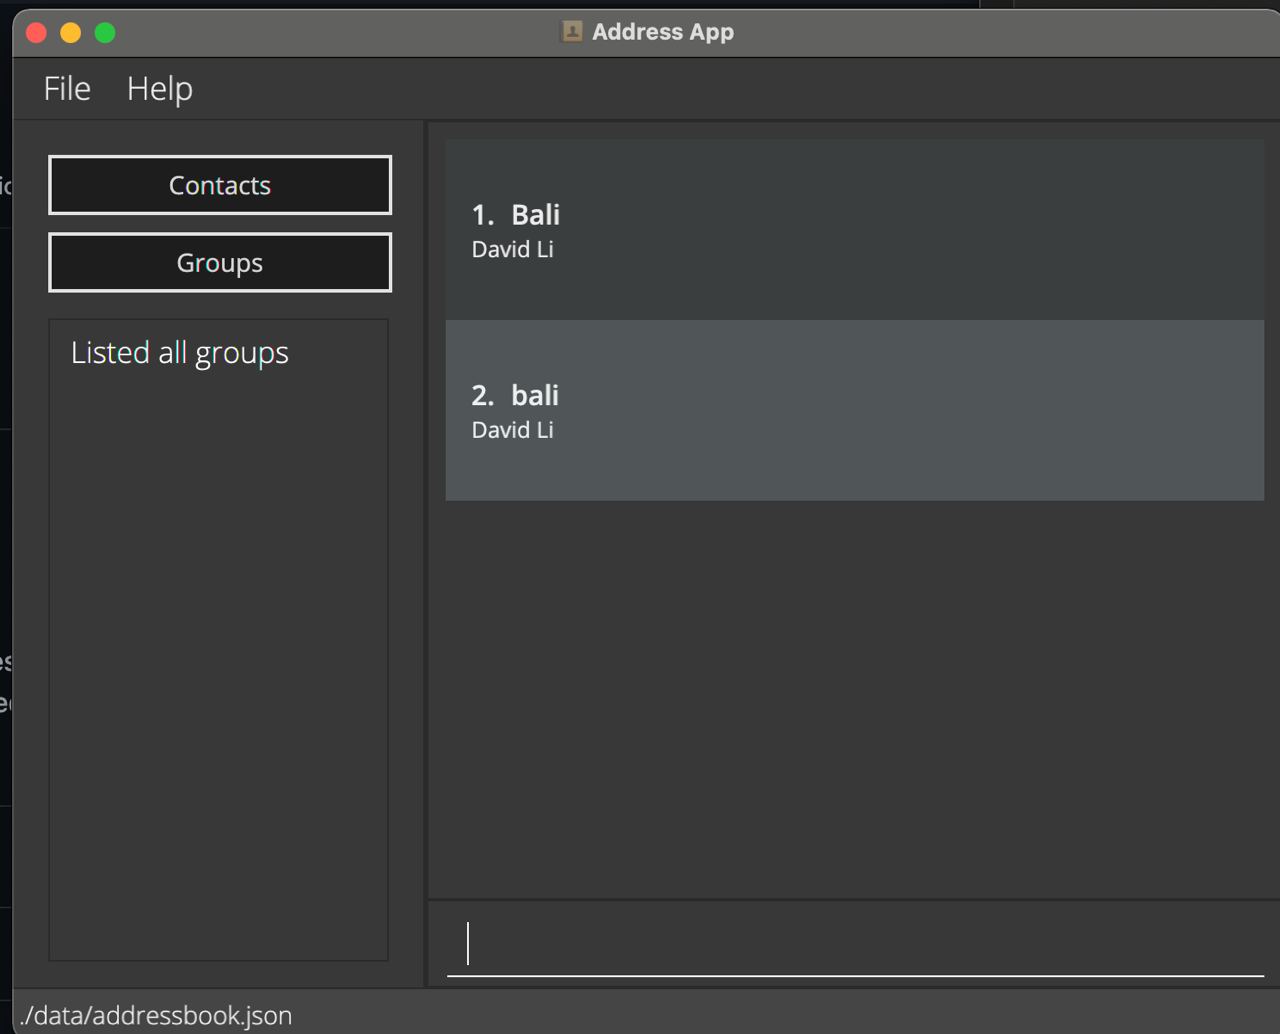 Address App
File Help
Contacts
Groups
Listed all groups
1. Bali
David Li
2. bali
David Li
./data/addressbook.json